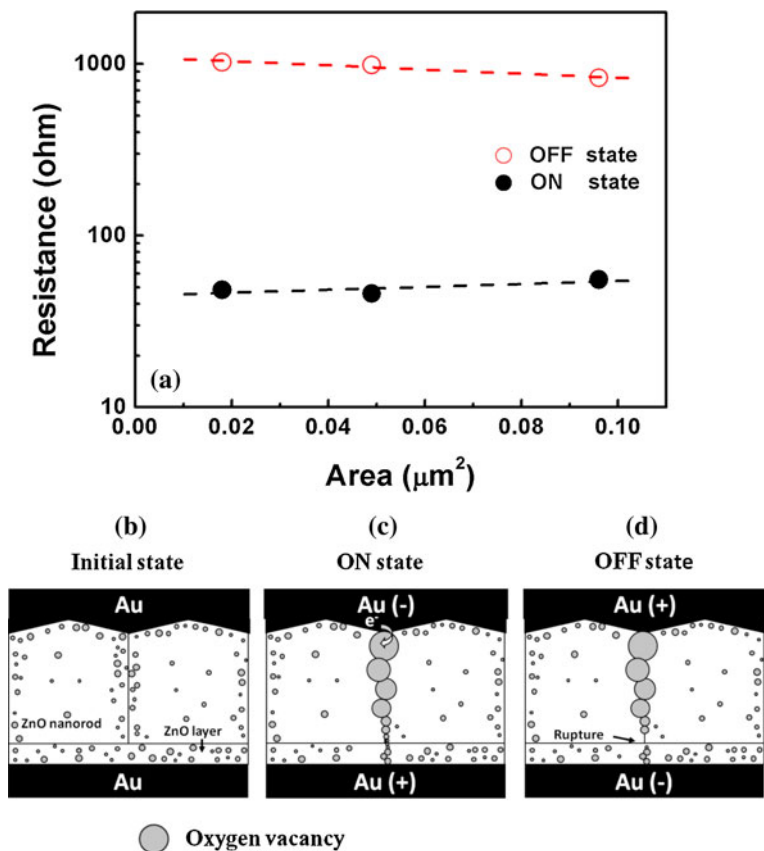 1000
100
10
Resistance (ohm)
OFF state
ON state
(a)
0.00 0.02 0.04 0.06 0.08 0.10
Area (μm²)
(b) (c) (d)
Initial state ON state OFF state
Au Au (-) Au (+)
e⁻
ZnO nanorod ZnO layer Rupture
Au Au (+) Au (-)
Oxygen vacancy